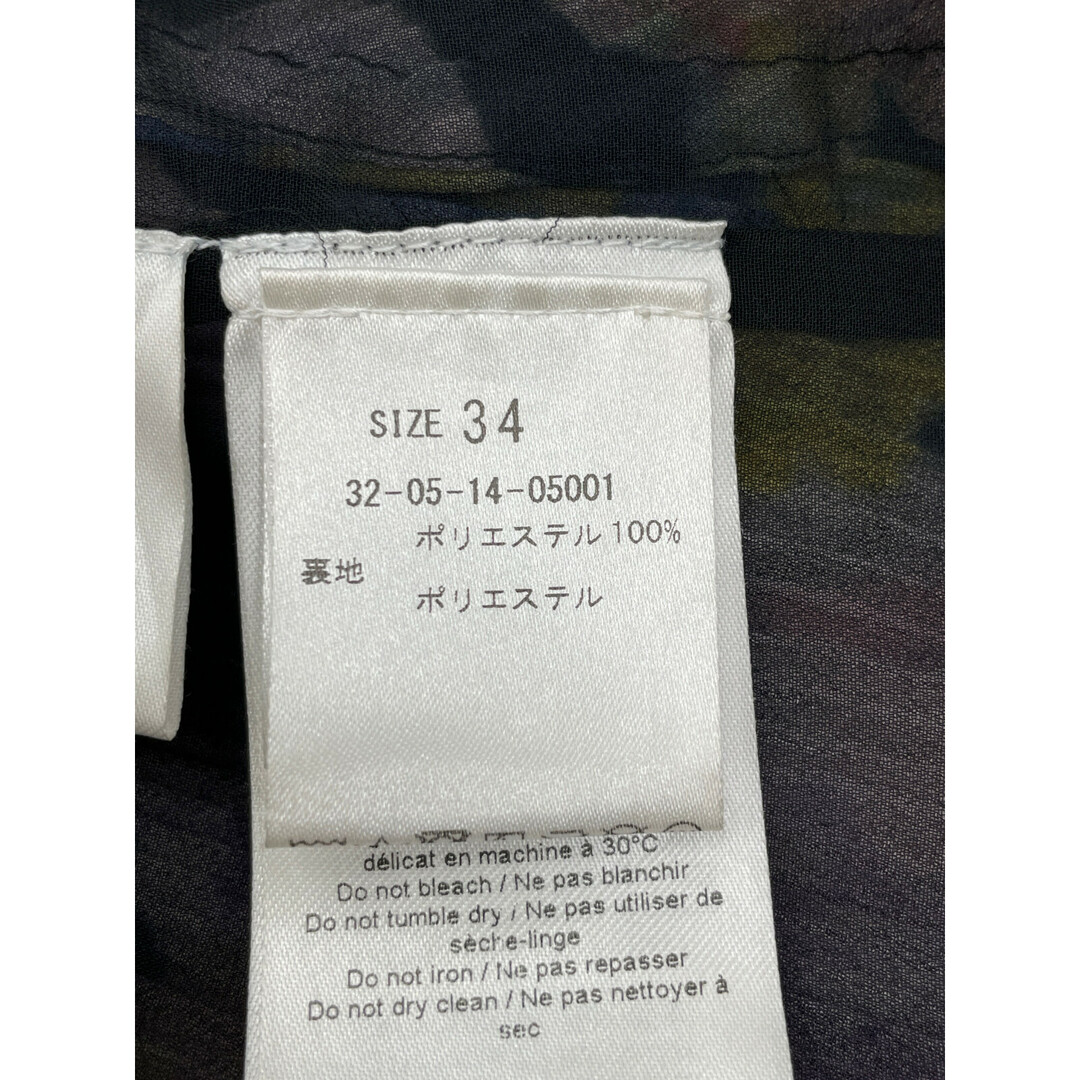 SIZE 34
32-05-14-05001
ポリエステル100%
裏地
ポリエステル
délicat en machine à 30°C
Do not bleach / Ne pas blanchir
Do not tumble dry / Ne pas utiliser de
sèche-linge
Do not iron / Ne pas repasser
Do not dry clean / Ne pas nettoyer à
sec